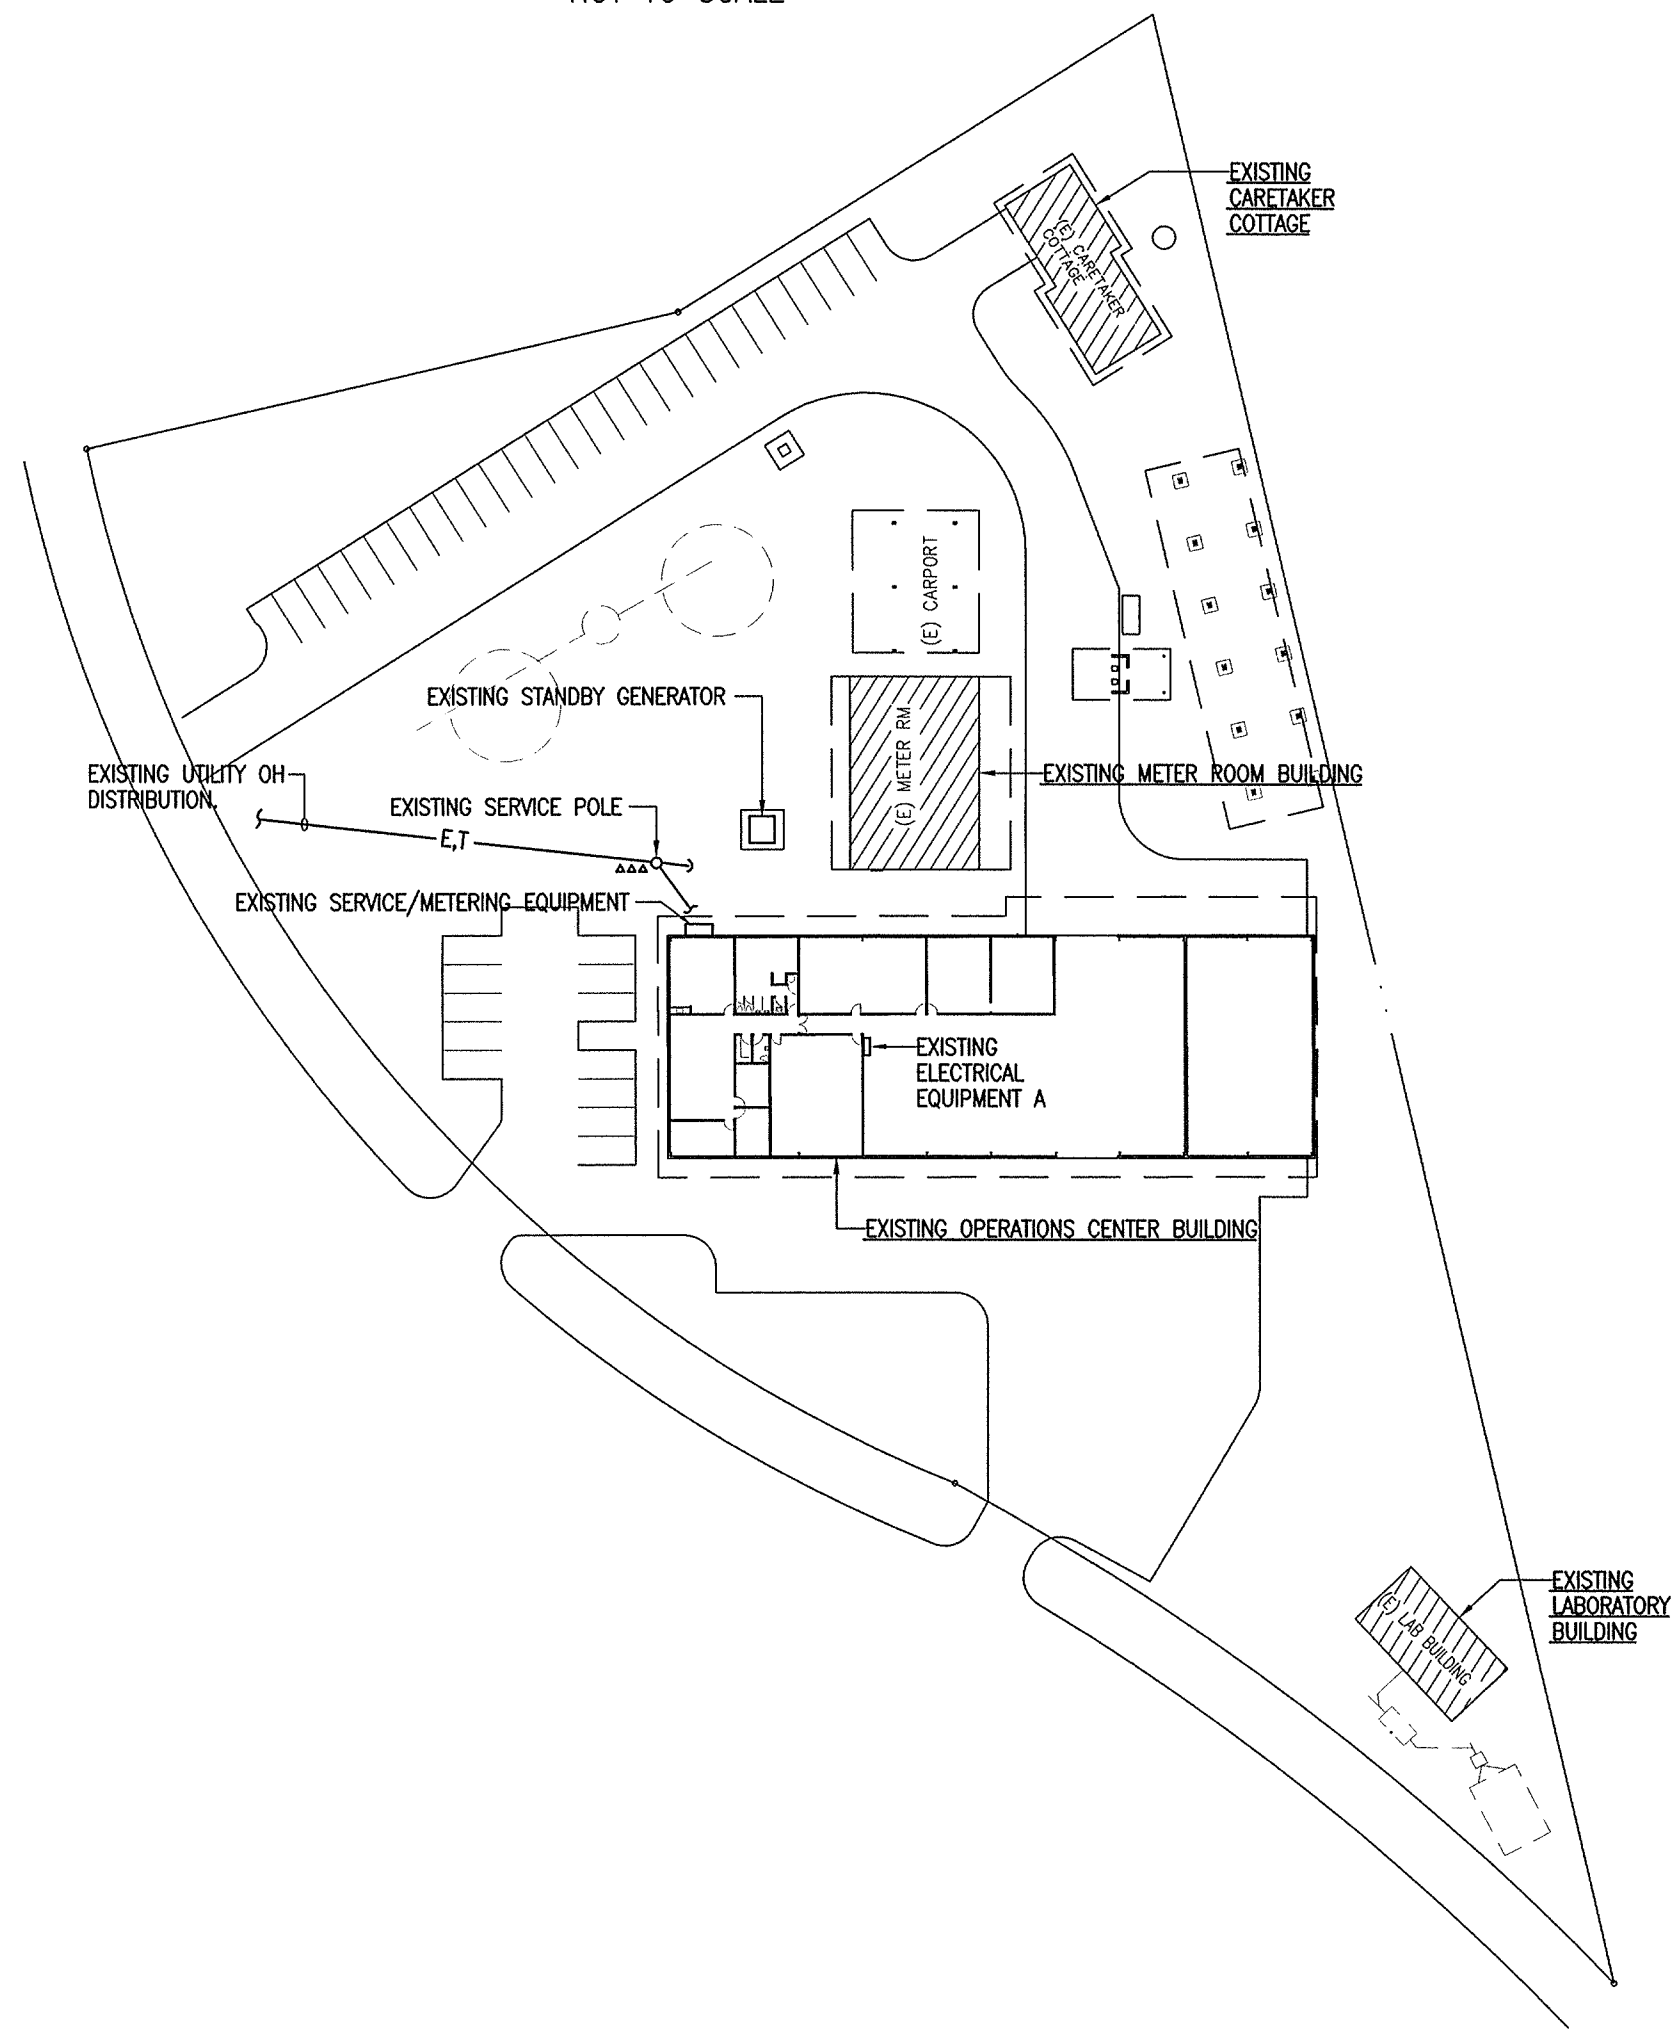 NOT TO SCALE
EXISTING
CARETAKER
COTTAGE
(E) CARETAKER
COTTAGE
(E) CARPORT
EXISTING STANDBY GENERATOR
(E) METER RM
EXISTING METER ROOM BUILDING
EXISTING UTILITY OH
DISTRIBUTION.
EXISTING SERVICE POLE
E,T
EXISTING SERVICE/METERING EQUIPMENT
EXISTING
ELECTRICAL
EQUIPMENT A
EXISTING OPERATIONS CENTER BUILDING
EXISTING
LABORATORY
BUILDING
(E) LAB BUILDING